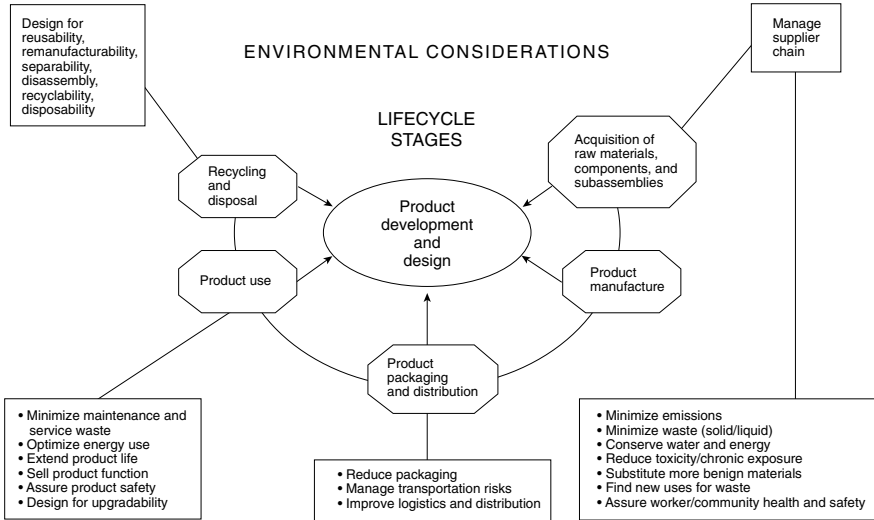 Design for
reusability,
remanufacturability,
separability,
disassembly,
recyclability,
disposability
ENVIRONMENTAL CONSIDERATIONS
Manage
supplier
chain
LIFECYCLE
STAGES
Recycling
and
disposal
Acquisition of
raw materials,
components, and
subassemblies
Product
development
and
design
Product use
Product
manufacture
Product
packaging
and distribution
• Minimize maintenance and
service waste
• Optimize energy use
• Extend product life
• Sell product function
• Assure product safety
• Design for upgradability
• Reduce packaging
• Manage transportation risks
• Improve logistics and distribution
• Minimize emissions
• Minimize waste (solid/liquid)
• Conserve water and energy
• Reduce toxicity/chronic exposure
• Substitute more benign materials
• Find new uses for waste
• Assure worker/community health and safety